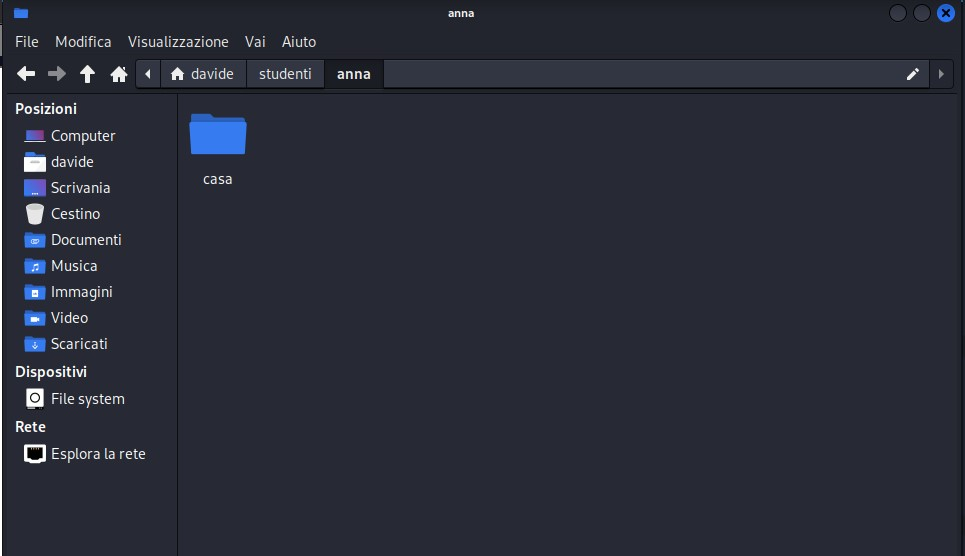 anna
File Modifica Visualizzazione Vai Aiuto
davide studenti anna
Posizioni
Computer
davide
Scrivania
Cestino
Documenti
Musica
Immagini
Video
Scaricati
Dispositivi
File system
Rete
Esplora la rete
casa